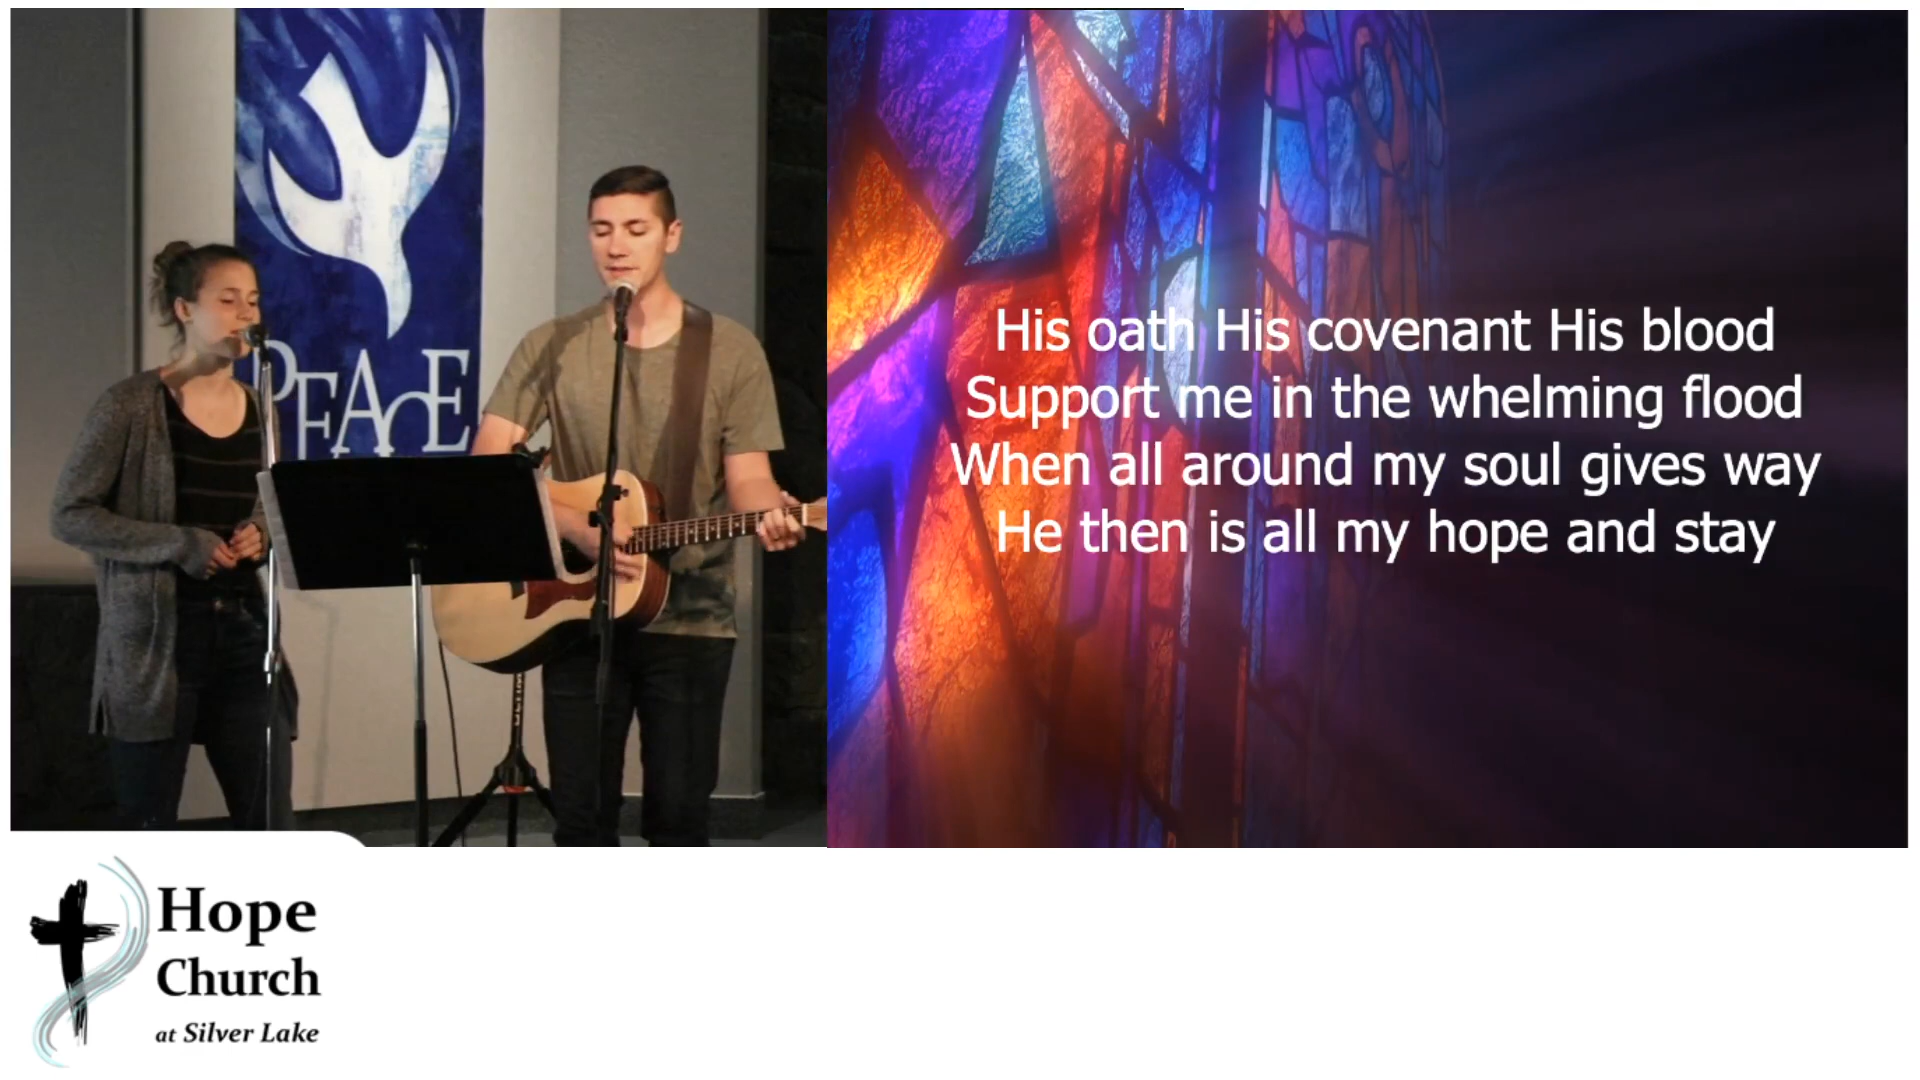 PEACE
His oath His covenant His blood
Support me in the whelming flood
When all around my soul gives way
He then is all my hope and stay
Hope
Church
at Silver Lake